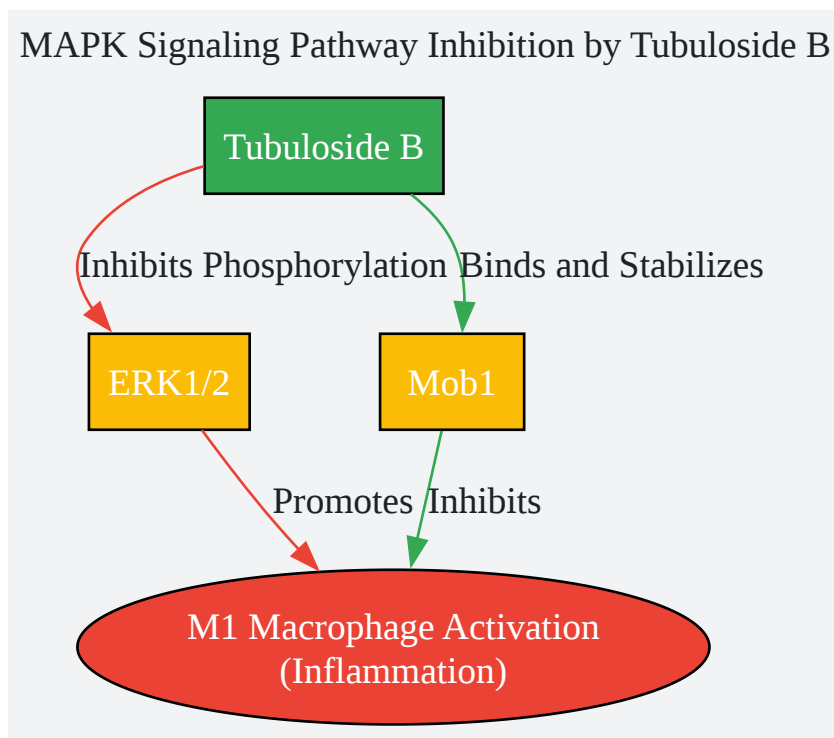 MAPK Signaling Pathway Inhibition by Tubuloside B
Tubuloside B
Inhibits Phosphorylation
Binds and Stabilizes
ERK1/2
Mob1
Promotes
Inhibits
M1 Macrophage Activation
(Inflammation)